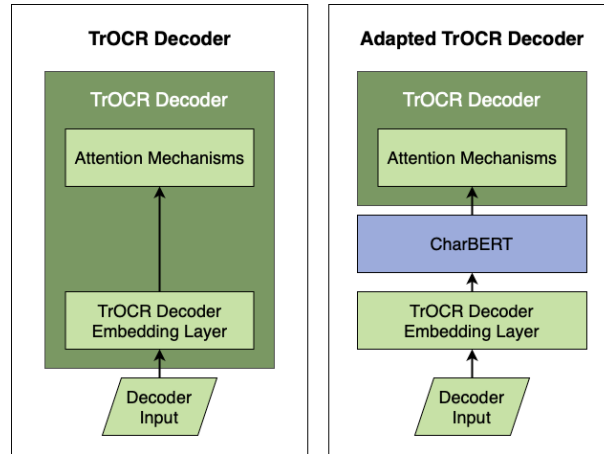 TrOCR Decoder
TrOCR Decoder
Attention Mechanisms
TrOCR Decoder
Embedding Layer
Decoder
Input
Adapted TrOCR Decoder
TrOCR Decoder
Attention Mechanisms
CharBERT
TrOCR Decoder
Embedding Layer
Decoder
Input